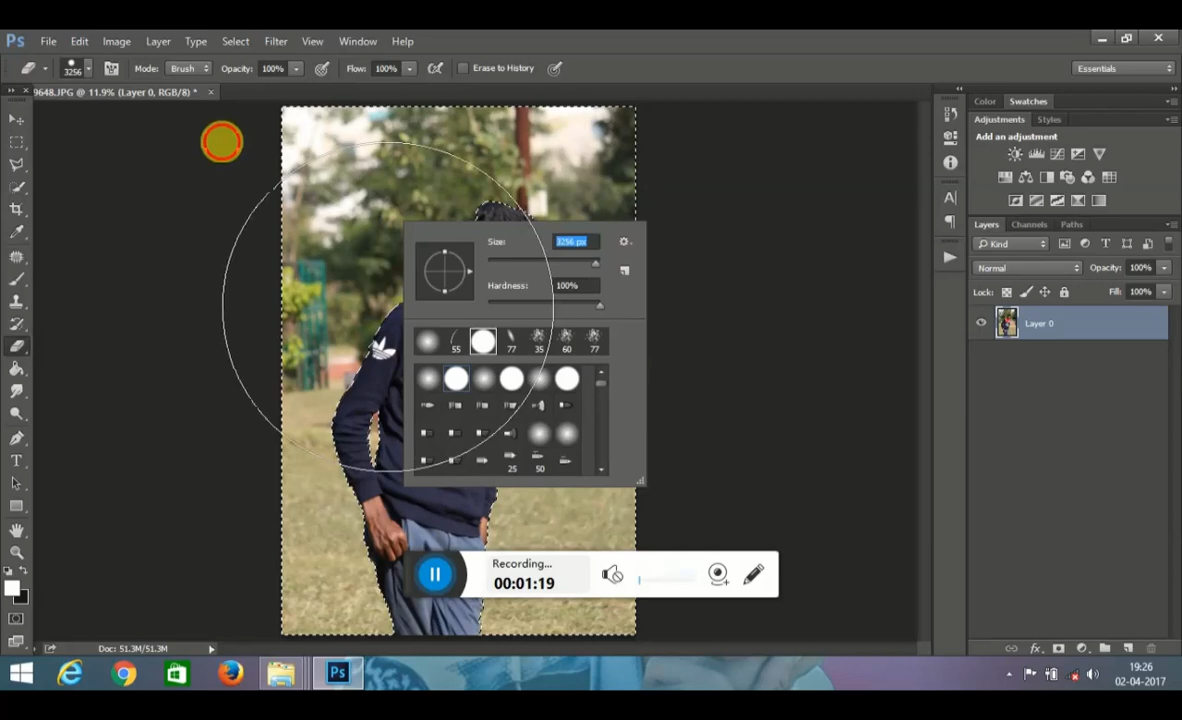 Ps File Edit Image Layer Type Select Filter View Window Help
3256 Mode: Brush Opacity: 100% Flow: 100% Erase to History Essentials
9648.JPG @ 11.9% (Layer 0, RGB/8) * ×
Color Swatches
Adjustments Styles
Add an adjustment
Layers Channels Paths
Kind
Normal Opacity: 100%
Lock: Fill: 100%
Layer 0
Size: 3256 px
Hardness: 100%
55 77 35 60 77
25 50
adidas
Recording...
00:01:19
Doc: 51.3M/51.3M
Ps
19:26
02-04-2017